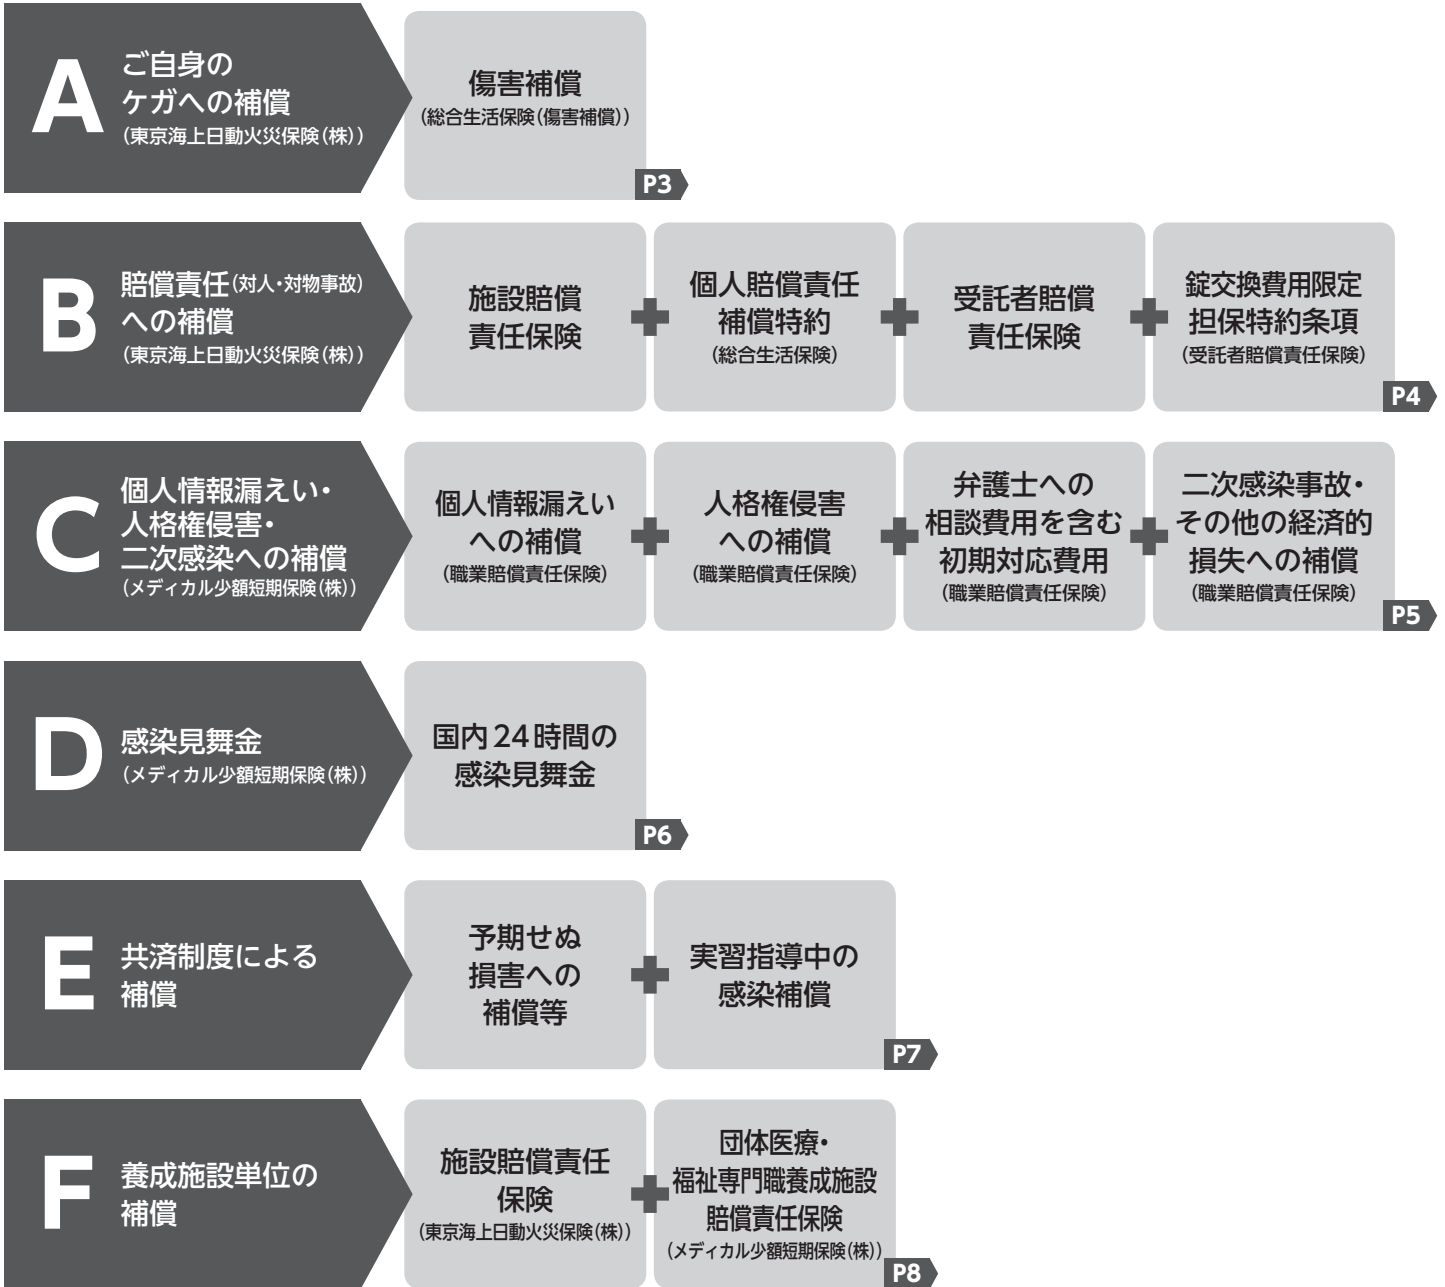 A
ご自身の
ケガへの補償
(東京海上日動火災保険(株))
傷害補償
(総合生活保険(傷害補償))
P3
B
賠償責任(対人・対物事故)
への補償
(東京海上日動火災保険(株))
施設賠償
責任保険
個人賠償責任
補償特約
(総合生活保険)
受託者賠償
責任保険
錠交換費用限定
担保特約条項
(受託者賠償責任保険)
P4
C
個人情報漏えい・
人格権侵害・
二次感染への補償
(メディカル少額短期保険(株))
個人情報漏えい
への補償
(職業賠償責任保険)
人格権侵害
への補償
(職業賠償責任保険)
弁護士への
相談費用を含む
初期対応費用
(職業賠償責任保険)
二次感染事故・
その他の経済的
損失への補償
(職業賠償責任保険)
P5
D
感染見舞金
(メディカル少額短期保険(株))
国内24時間の
感染見舞金
P6
E
共済制度による
補償
予期せぬ
損害への
補償等
実習指導中の
感染補償
P7
F
養成施設単位の
補償
施設賠償責任
保険
(東京海上日動火災保険(株))
団体医療・
福祉専門職養成施設
賠償責任保険
(メディカル少額短期保険(株))
P8